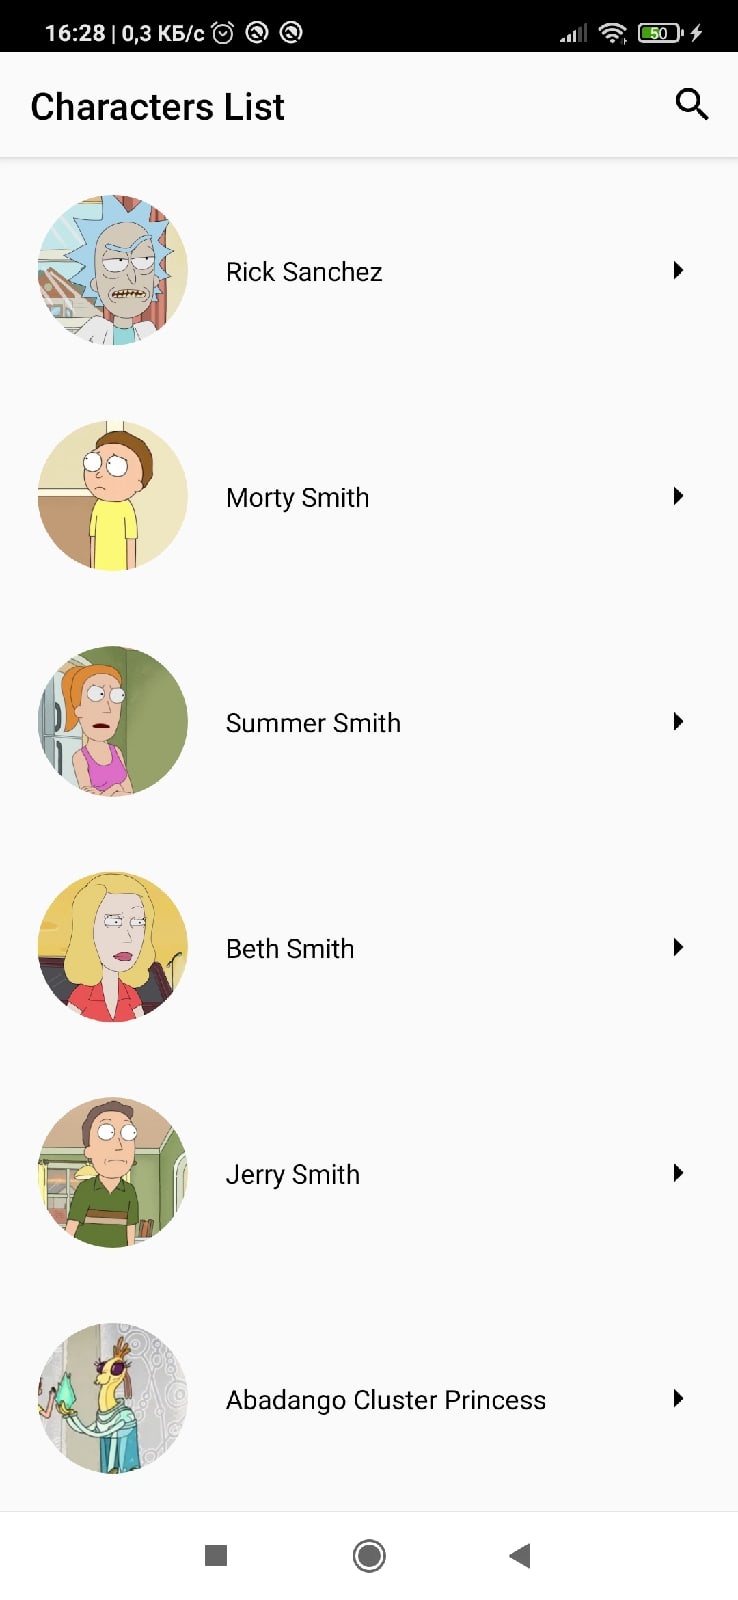 16:28 | 0,3 КБ/с
50
Characters List
Rick Sanchez
Morty Smith
Summer Smith
Beth Smith
Jerry Smith
Abadango Cluster Princess